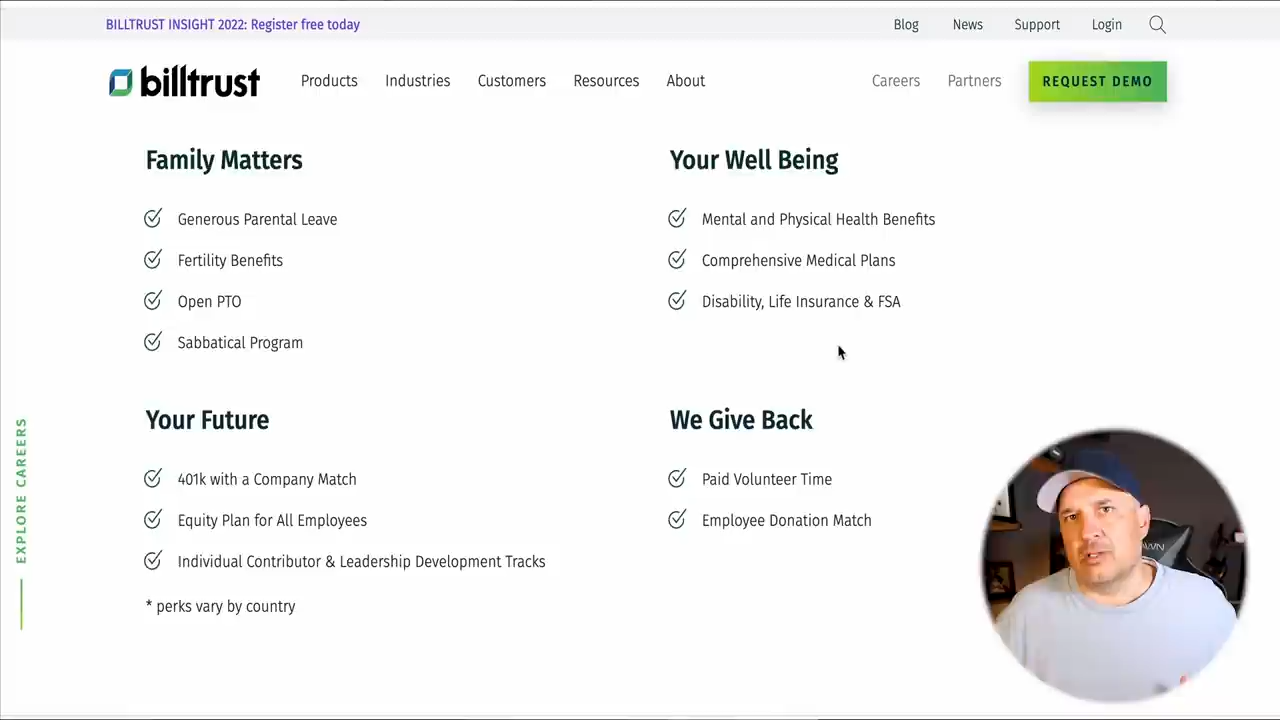 BILLTRUST INSIGHT 2022: Register free today
Blog News Support Login
billtrust Products Industries Customers Resources About Careers Partners REQUEST DEMO
Family Matters
Generous Parental Leave
Fertility Benefits
Open PTO
Sabbatical Program
Your Well Being
Mental and Physical Health Benefits
Comprehensive Medical Plans
Disability, Life Insurance & FSA
Your Future
401k with a Company Match
Equity Plan for All Employees
Individual Contributor & Leadership Development Tracks
* perks vary by country
We Give Back
Paid Volunteer Time
Employee Donation Match
EXPLORE CAREERS